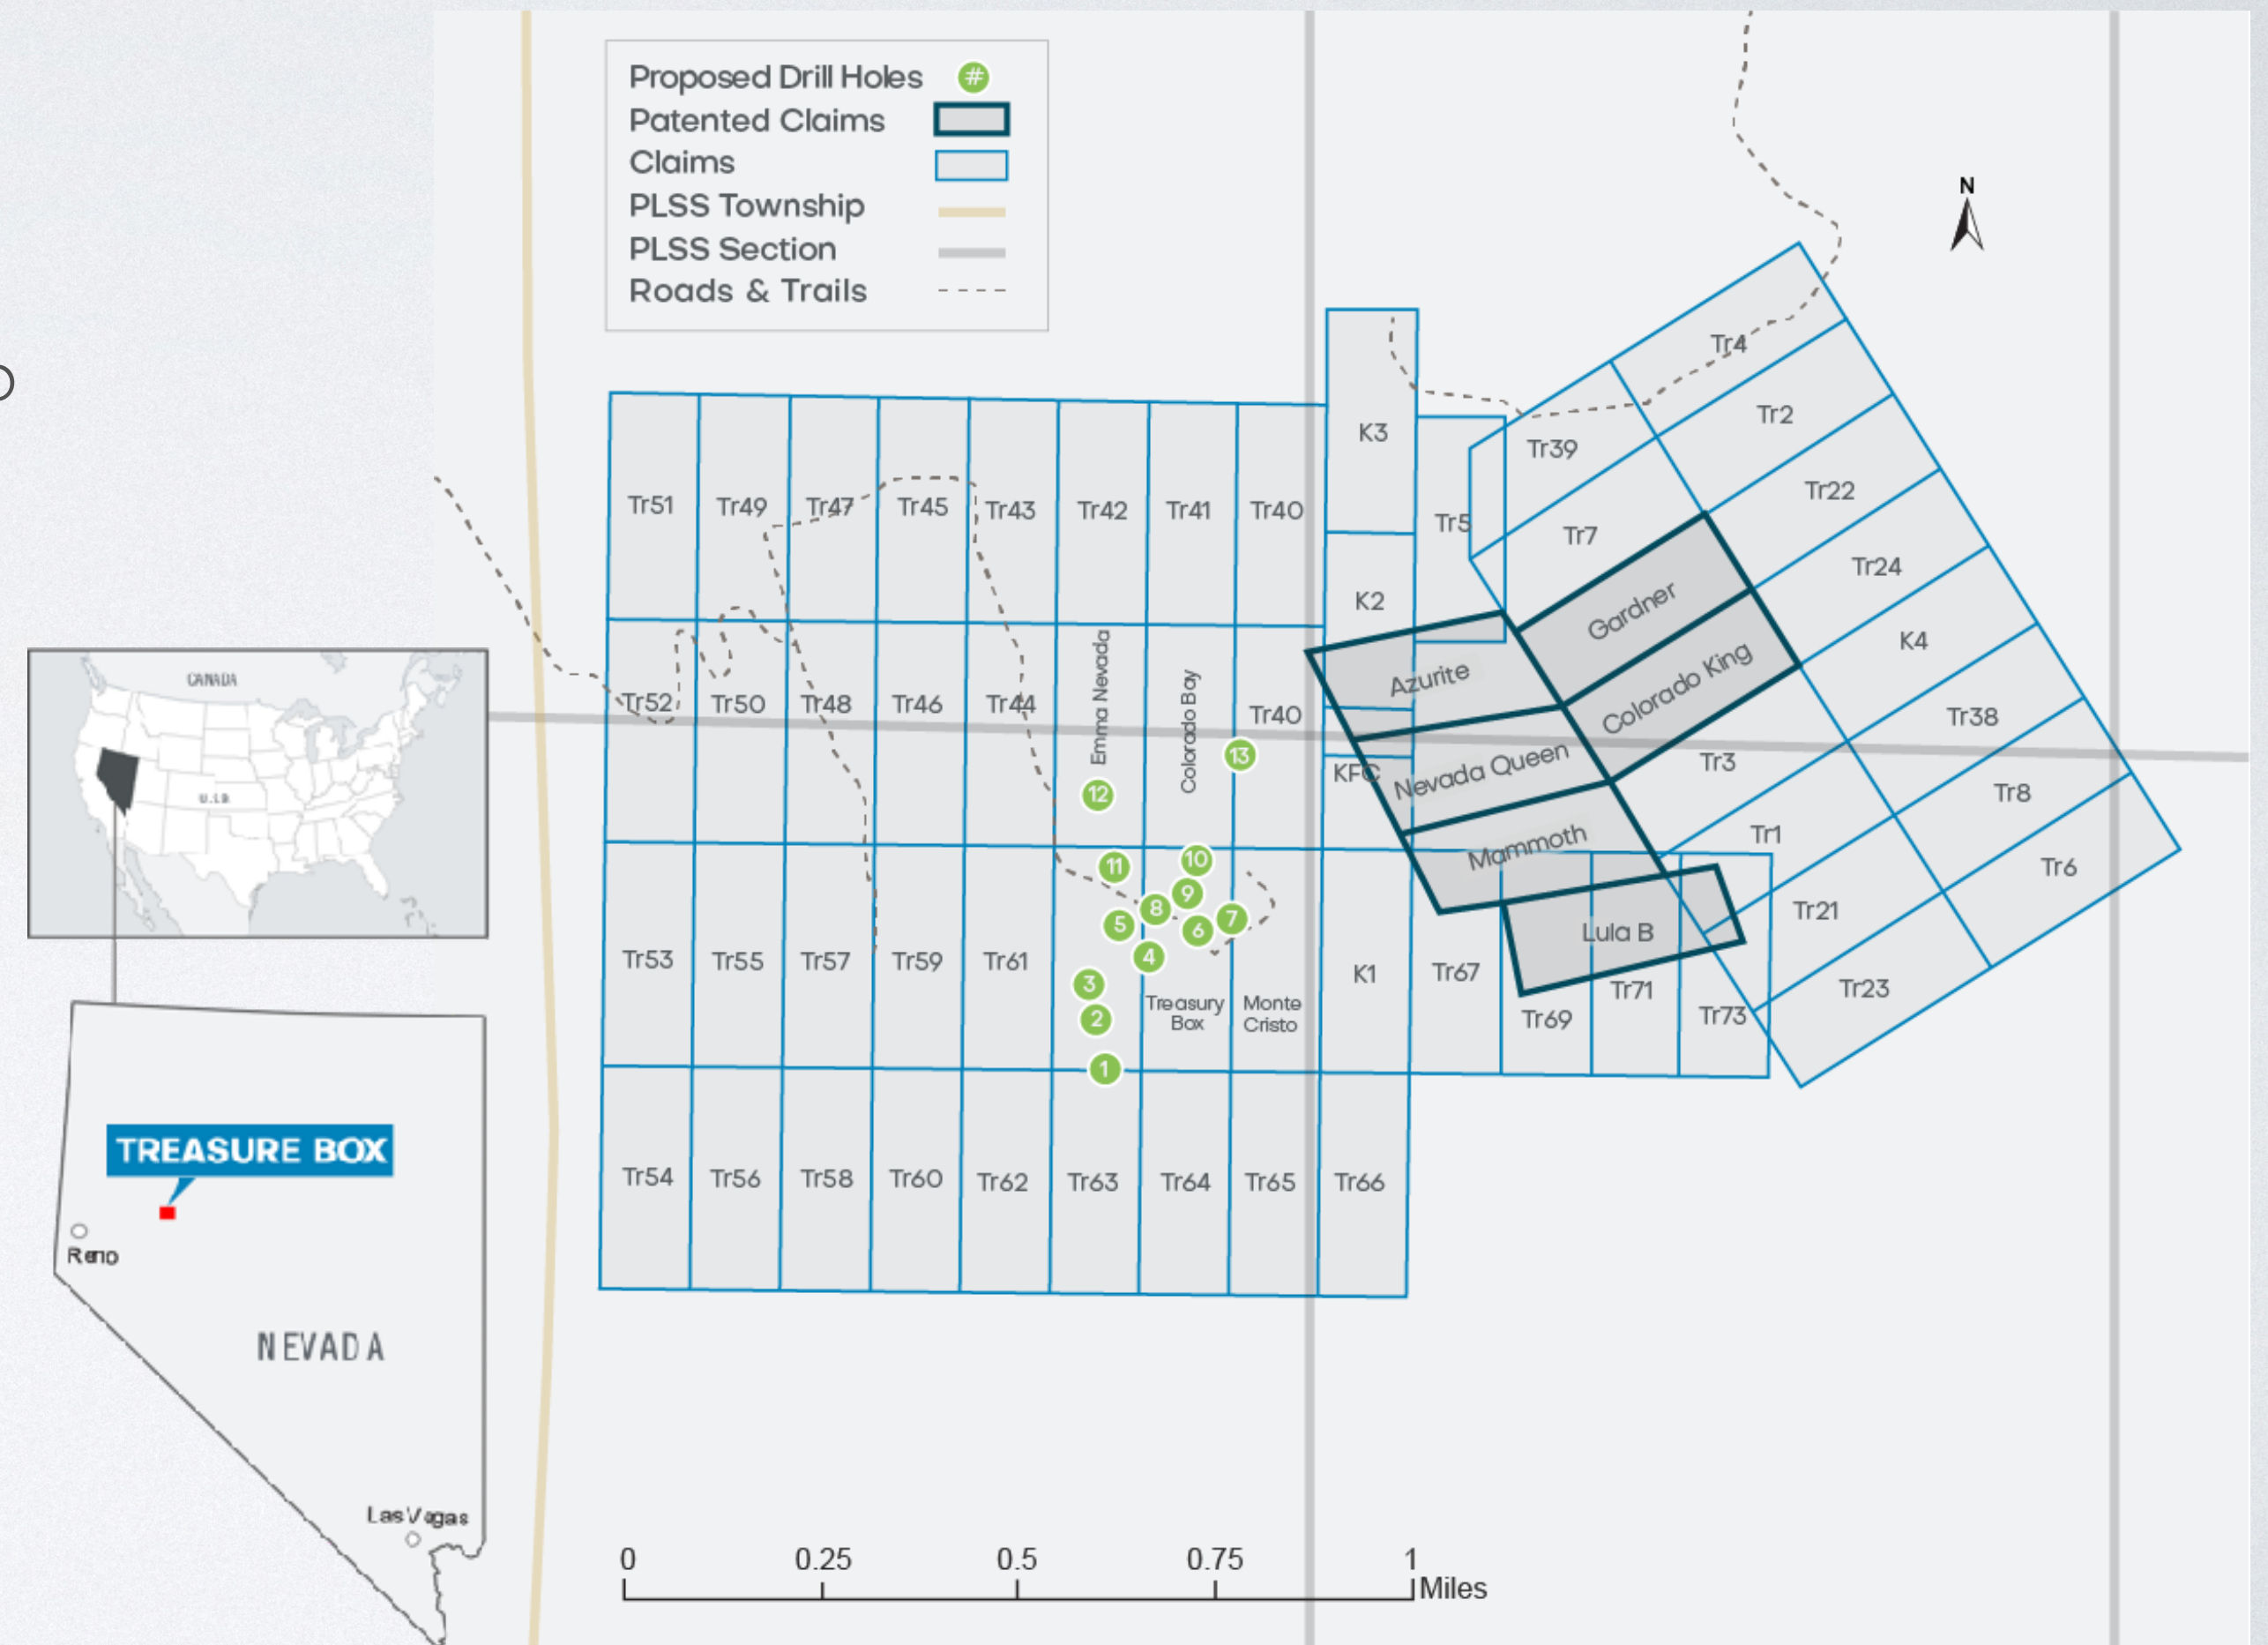 Proposed Drill Holes #
Patented Claims
Claims
PLSS Township
PLSS Section
Roads & Trails
N
Tr4
Tr2
Tr22
Tr24
K4
Tr38
Tr8
Tr6
Tr39
Tr7
Gardner
Colorado King
Tr3
Tr1
Tr21
Tr23
K3
Tr5
K2
Azurite
Nevada Queen
KFC
Mammoth
Lula B
Tr51
Tr49
Tr47
Tr45
Tr43
Tr42
Tr41
Tr40
Tr52
Tr50
Tr48
Tr46
Tr44
Emma Nevada
Colorado Bay
Tr40
13
12
11
10
9
8
7
6
5
4
3
2
1
Tr53
Tr55
Tr57
Tr59
Tr61
Treasury
Box
Monte
Cristo
K1
Tr67
Tr69
Tr71
Tr73
Tr54
Tr56
Tr58
Tr60
Tr62
Tr63
Tr64
Tr65
Tr66
CANADA
TREASURE BOX
Reno
NEVADA
Las Vegas
0 0.25 0.5 0.75 1
Miles